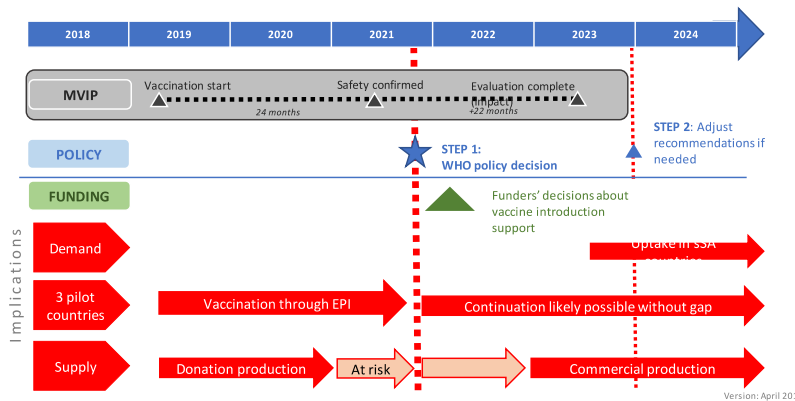 2018 2019 2020 2021 2022 2023 2024
MVIP
Vaccination start
Safety confirmed
Evaluation complete
(impact)
24 months
+22 months
POLICY
STEP 1:
WHO policy decision
STEP 2: Adjust
recommendations if
needed
FUNDING
Funders' decisions about
vaccine introduction
support
Implications
Demand
Uptake in sSA
countries
3 pilot
countries
Vaccination through EPI
Continuation likely possible without gap
Supply
Donation production
At risk
Commercial production
Version: April